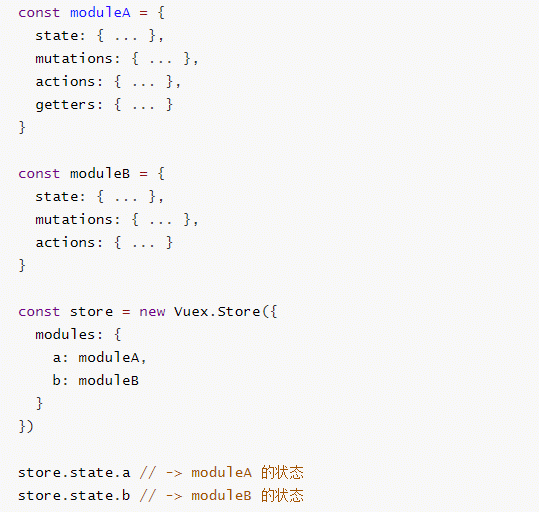 const moduleA = {
  state: { ... },
  mutations: { ... },
  actions: { ... },
  getters: { ... }
}

const moduleB = {
  state: { ... },
  mutations: { ... },
  actions: { ... }
}

const store = new Vuex.Store({
  modules: {
    a: moduleA,
    b: moduleB
  }
})

store.state.a // -> moduleA 的状态
store.state.b // -> moduleB 的状态